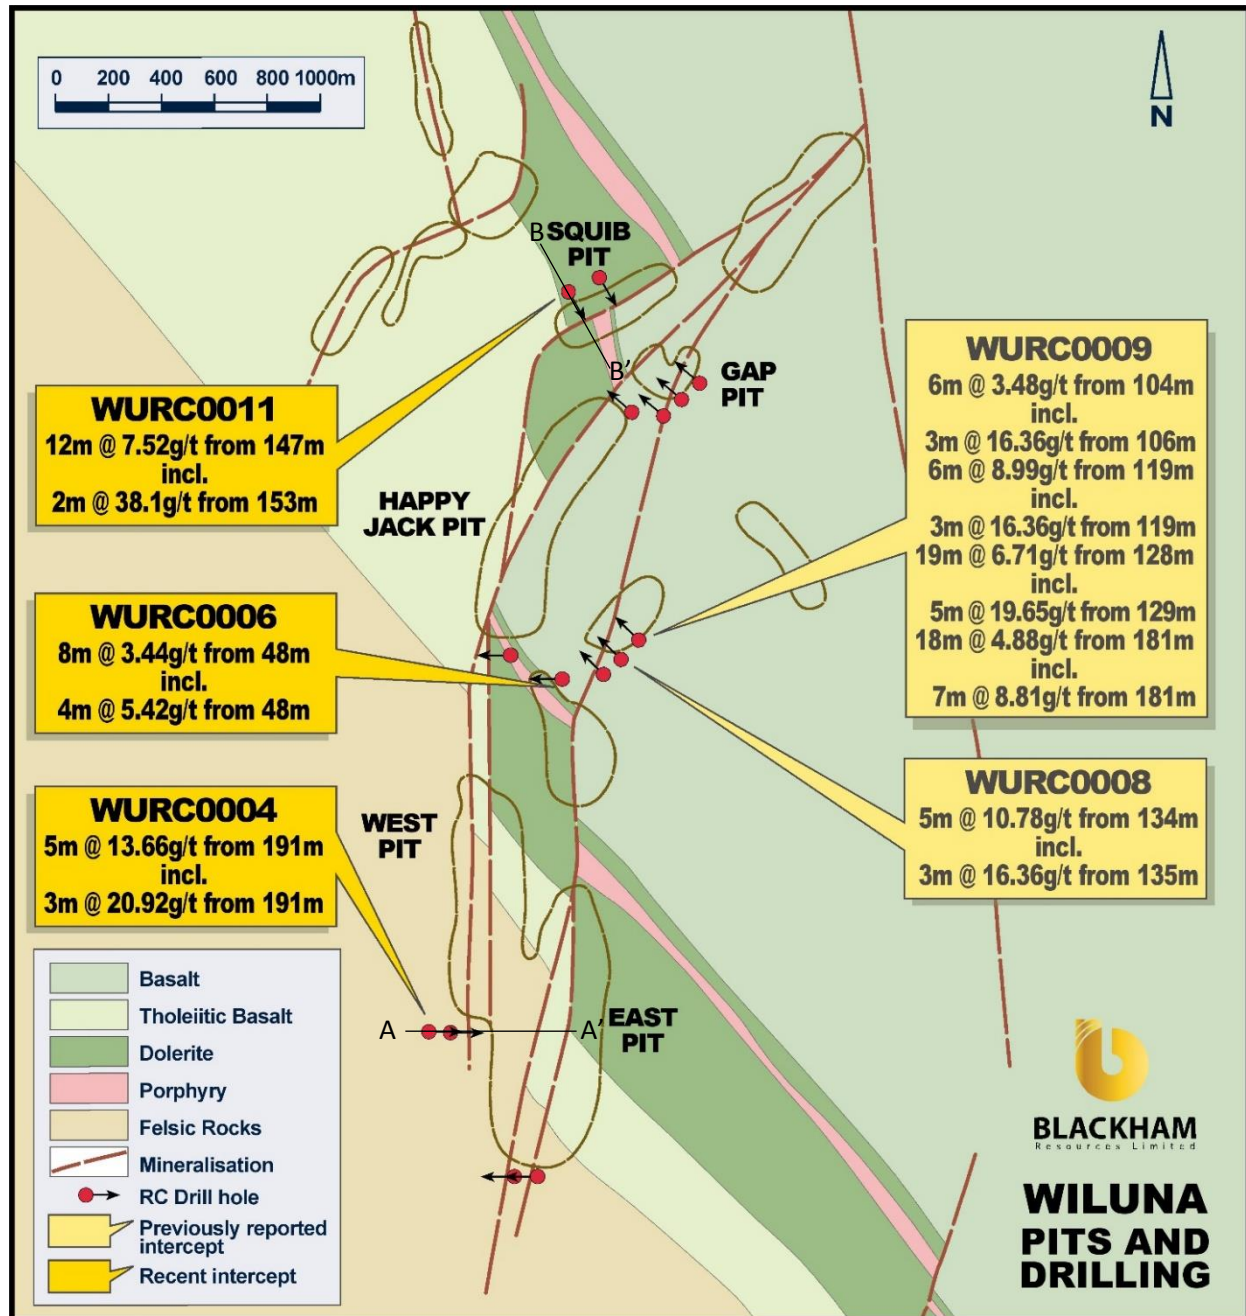 0 200 400 600 800 1000m
N
B
SQUIB
PIT
B'
GAP
PIT
WURC0009
6m @ 3.48g/t from 104m
incl.
3m @ 16.36g/t from 106m
6m @ 8.99g/t from 119m
incl.
3m @ 16.36g/t from 119m
19m @ 6.71g/t from 128m
incl.
5m @ 19.65g/t from 129m
18m @ 4.88g/t from 181m
incl.
7m @ 8.81g/t from 181m
WURC0011
12m @ 7.52g/t from 147m
incl.
2m @ 38.1g/t from 153m
HAPPY
JACK PIT
WURC0006
8m @ 3.44g/t from 48m
incl.
4m @ 5.42g/t from 48m
WURC0008
5m @ 10.78g/t from 134m
incl.
3m @ 16.36g/t from 135m
WURC0004
5m @ 13.66g/t from 191m
incl.
3m @ 20.92g/t from 191m
WEST
PIT
A
A'
EAST
PIT
Basalt
Tholeiitic Basalt
Dolerite
Porphyry
Felsic Rocks
Mineralisation
RC Drill hole
Previously reported
intercept
Recent intercept
BLACKHAM
Resources Limited
WILUNA
PITS AND
DRILLING